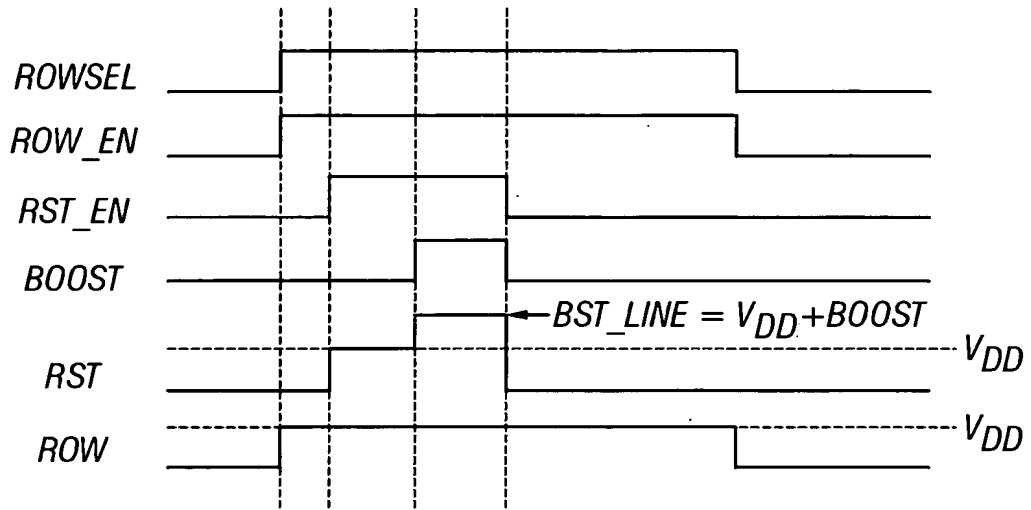 ROWSEL
ROW_EN
RST_EN
BOOST
BST_LINE = VDD+BOOST
VDD
RST
VDD
ROW